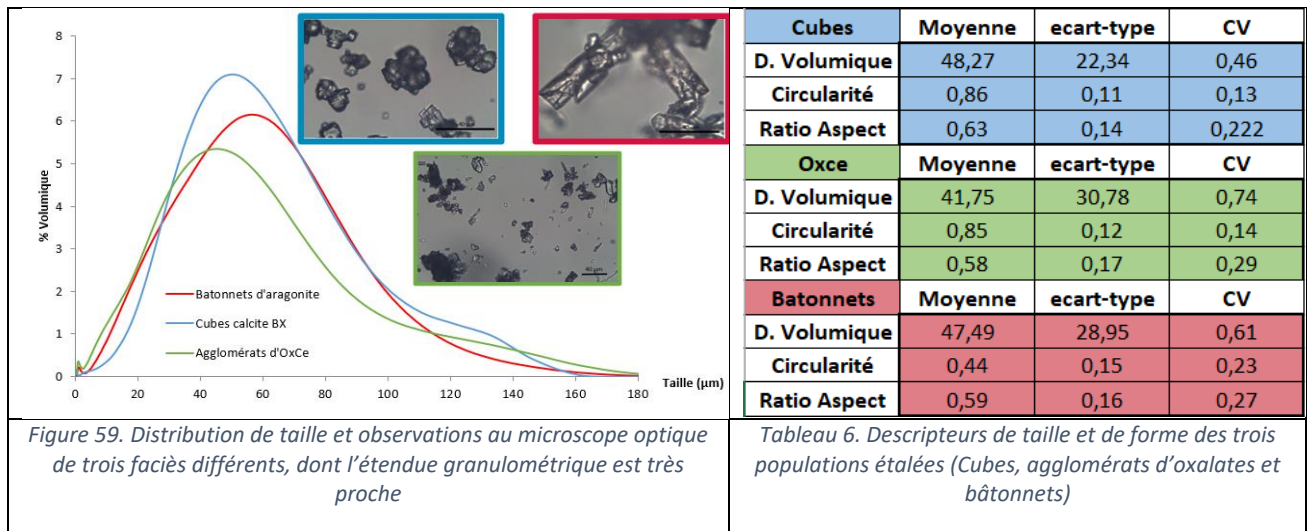 8
7
6
5
4
3
2
1
0
% Volumique
0 20 40 60 80 100 120 140 160 180
Taille (µm)
Batonnets d'aragonite
Cubes calcite BX
Agglomérats d'OxCe
40 µm
Cubes Moyenne ecart-type CV
D. Volumique 48,27 22,34 0,46
Circularité 0,86 0,11 0,13
Ratio Aspect 0,63 0,14 0,222
Oxce Moyenne ecart-type CV
D. Volumique 41,75 30,78 0,74
Circularité 0,85 0,12 0,14
Ratio Aspect 0,58 0,17 0,29
Batonnets Moyenne ecart-type CV
D. Volumique 47,49 28,95 0,61
Circularité 0,44 0,15 0,23
Ratio Aspect 0,59 0,16 0,27
Figure 59. Distribution de taille et observations au microscope optique
de trois faciès différents, dont l’étendue granulométrique est très
proche
Tableau 6. Descripteurs de taille et de forme des trois
populations étalées (Cubes, agglomérats d’oxalates et
bâtonnets)